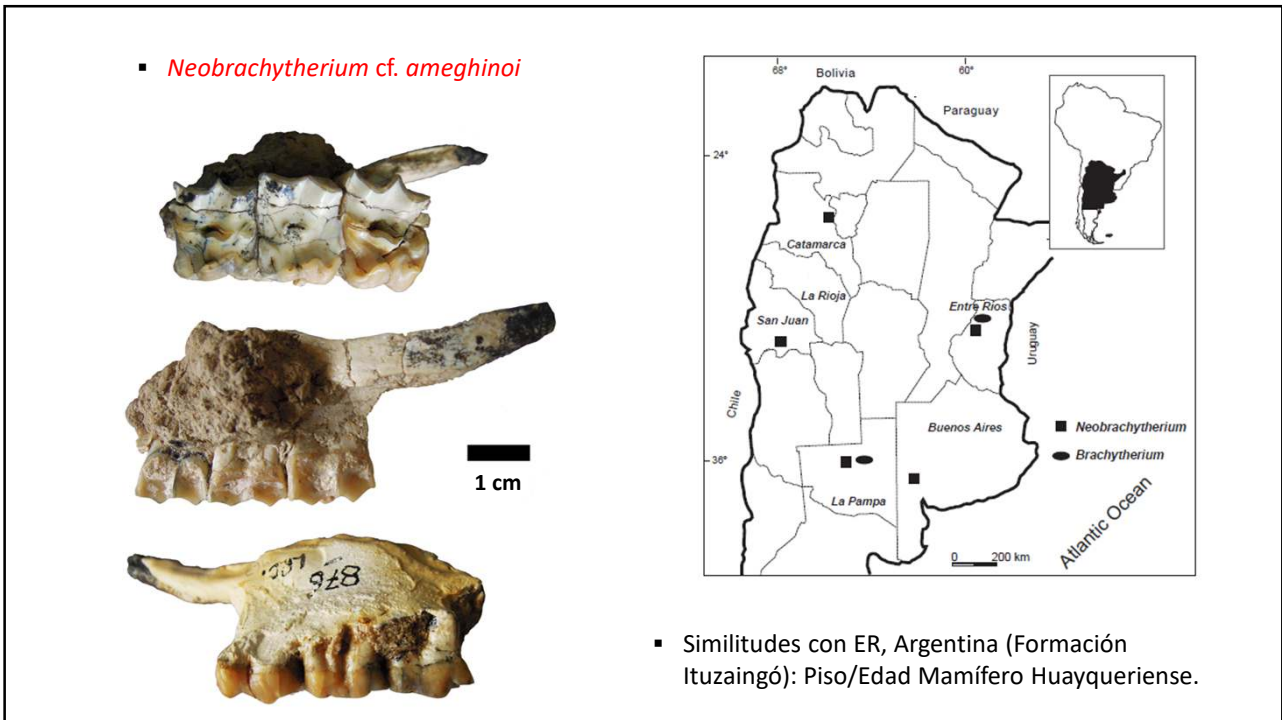 ▪ Neobrachytherium cf. ameghinoi
1 cm
876
68°
60°
Bolivia
Paraguay
24°
Catamarca
La Rioja
San Juan
Entre Rios
Uruguay
Chile
Buenos Aires
Neobrachytherium
Brachytherium
36°
La Pampa
Atlantic Ocean
0 200 km
▪ Similitudes con ER, Argentina (Formación
Ituzaingó): Piso/Edad Mamífero Huayqueriense.